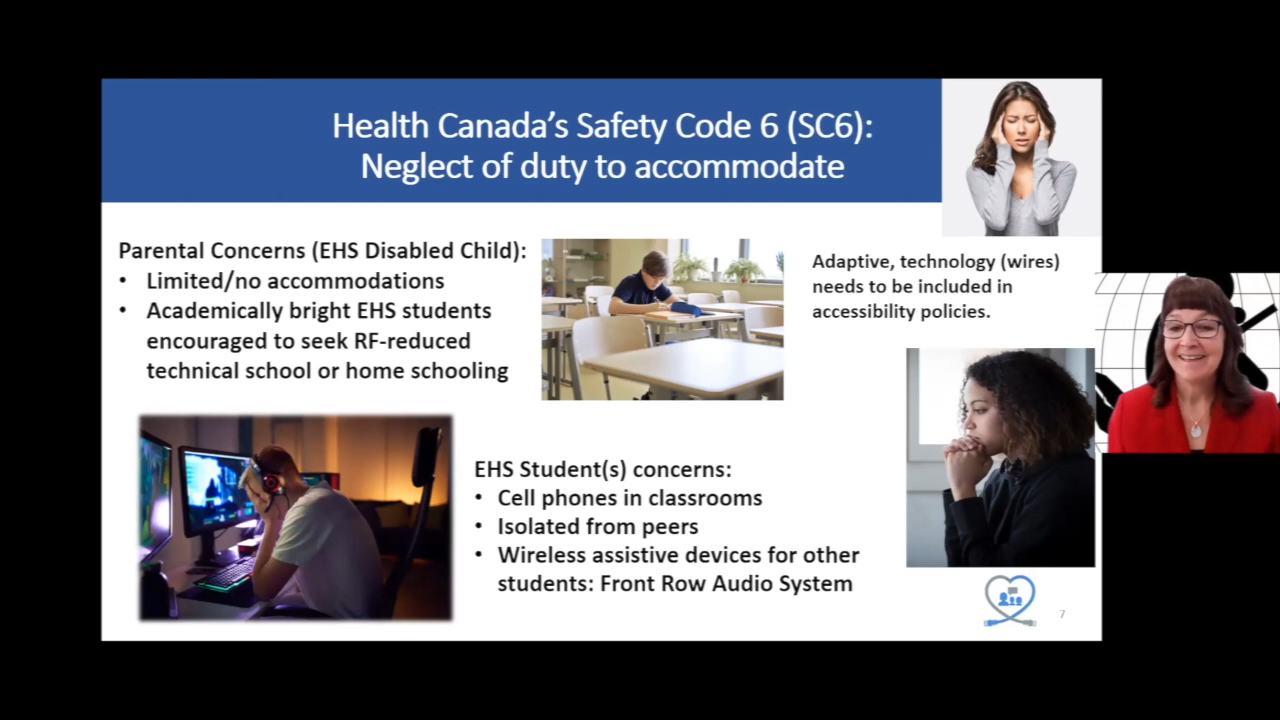 Health Canada's Safety Code 6 (SC6):
Neglect of duty to accommodate
Parental Concerns (EHS Disabled Child):
• Limited/no accommodations
• Academically bright EHS students
encouraged to seek RF-reduced
technical school or home schooling
Adaptive, technology (wires)
needs to be included in
accessibility policies.
EHS Student(s) concerns:
• Cell phones in classrooms
• Isolated from peers
• Wireless assistive devices for other
students: Front Row Audio System
7